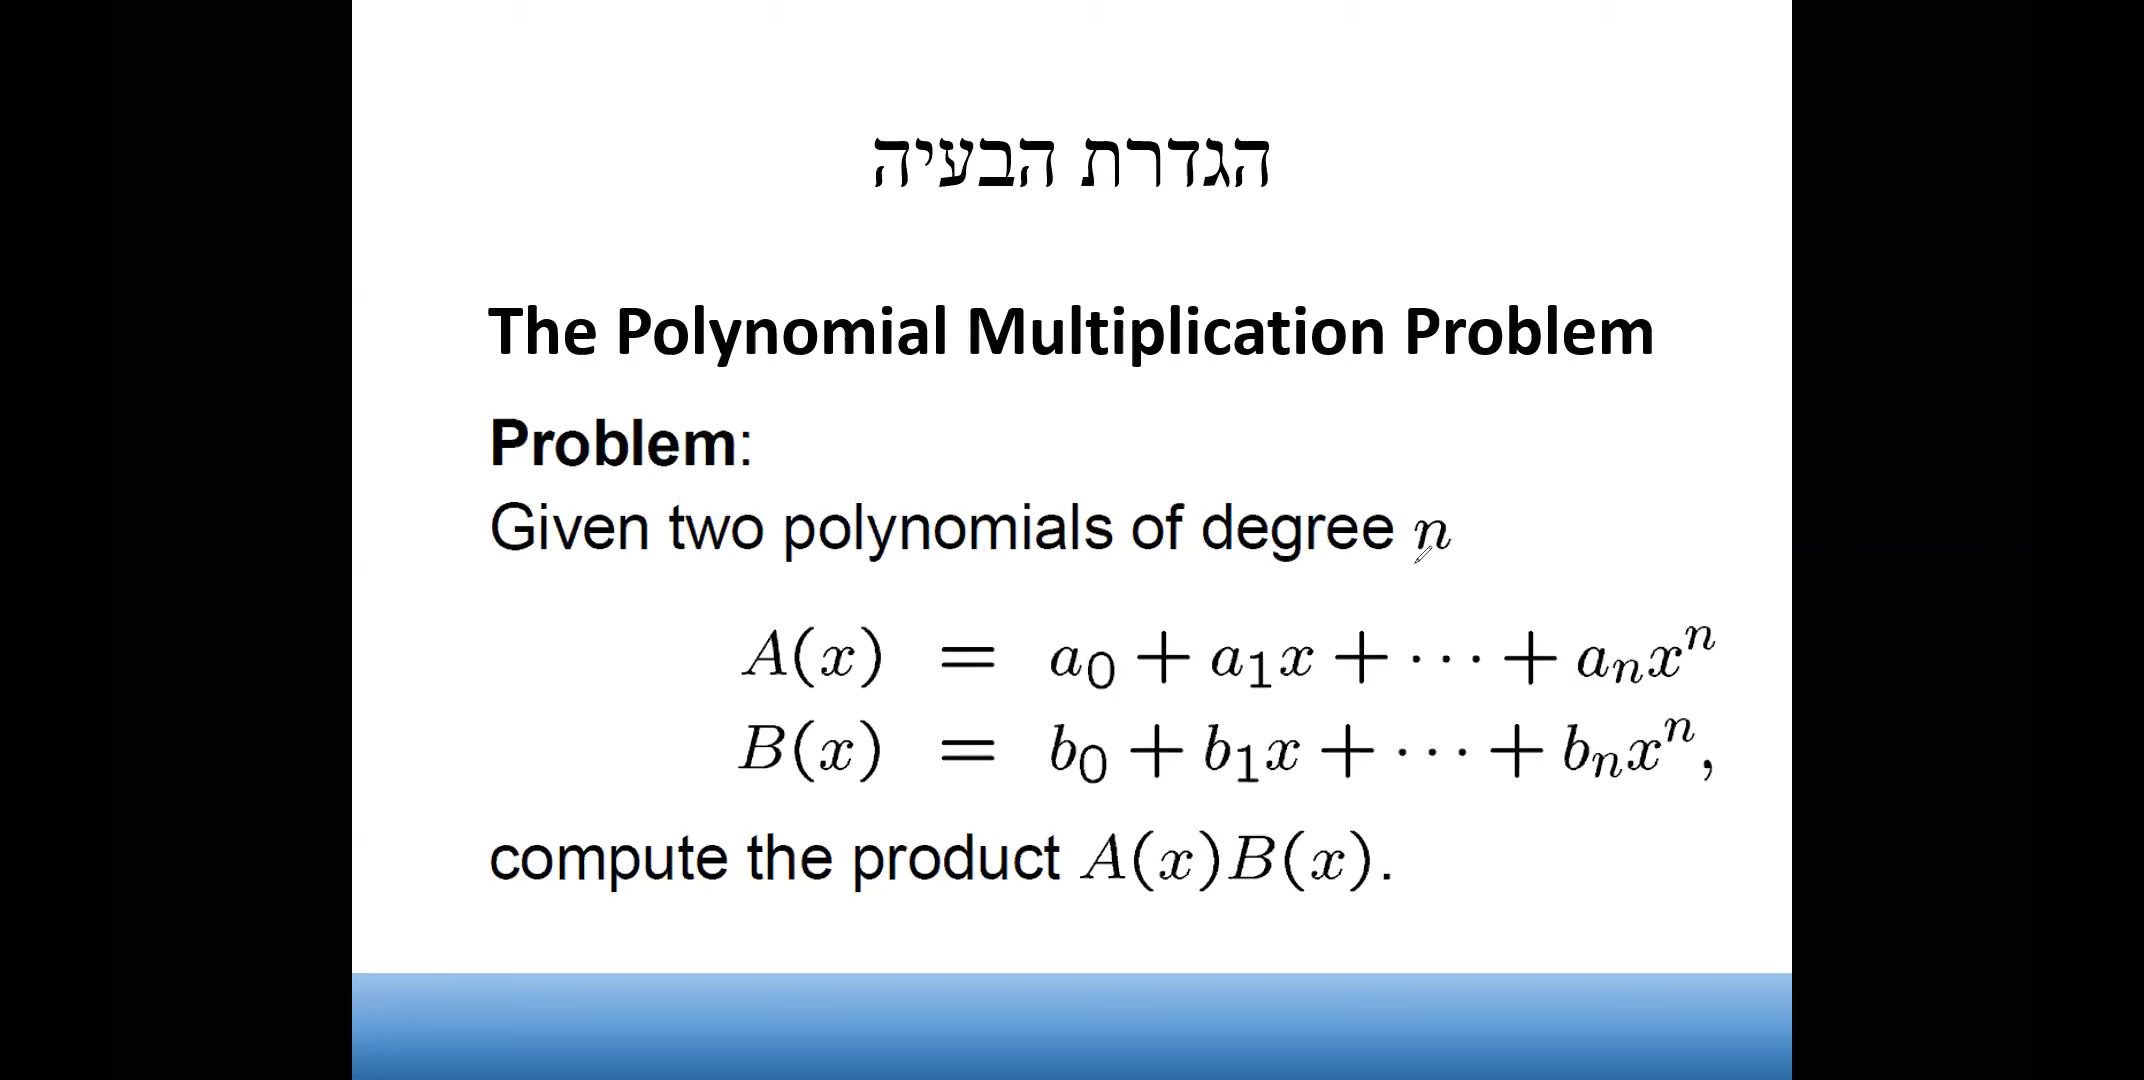 הגדרת הבעיה
The Polynomial Multiplication Problem
Problem:
Given two polynomials of degree n
A(x) = a₀ + a₁x + ⋯ + aₙxⁿ
B(x) = b₀ + b₁x + ⋯ + bₙxⁿ,
compute the product A(x)B(x).